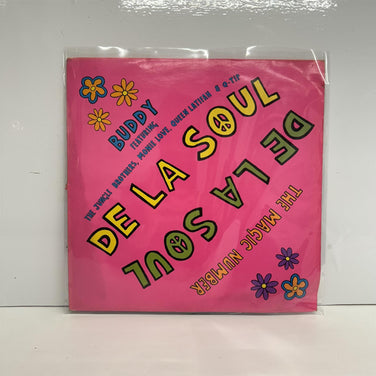 BUDDY
FEATURING
THE JUNGLE BROTHERS, MONIE LOVE, QUEEN LATIFAH & Q-TIP
DE LA SOUL
DE LA SOUL
THE MAGIC NUMBER